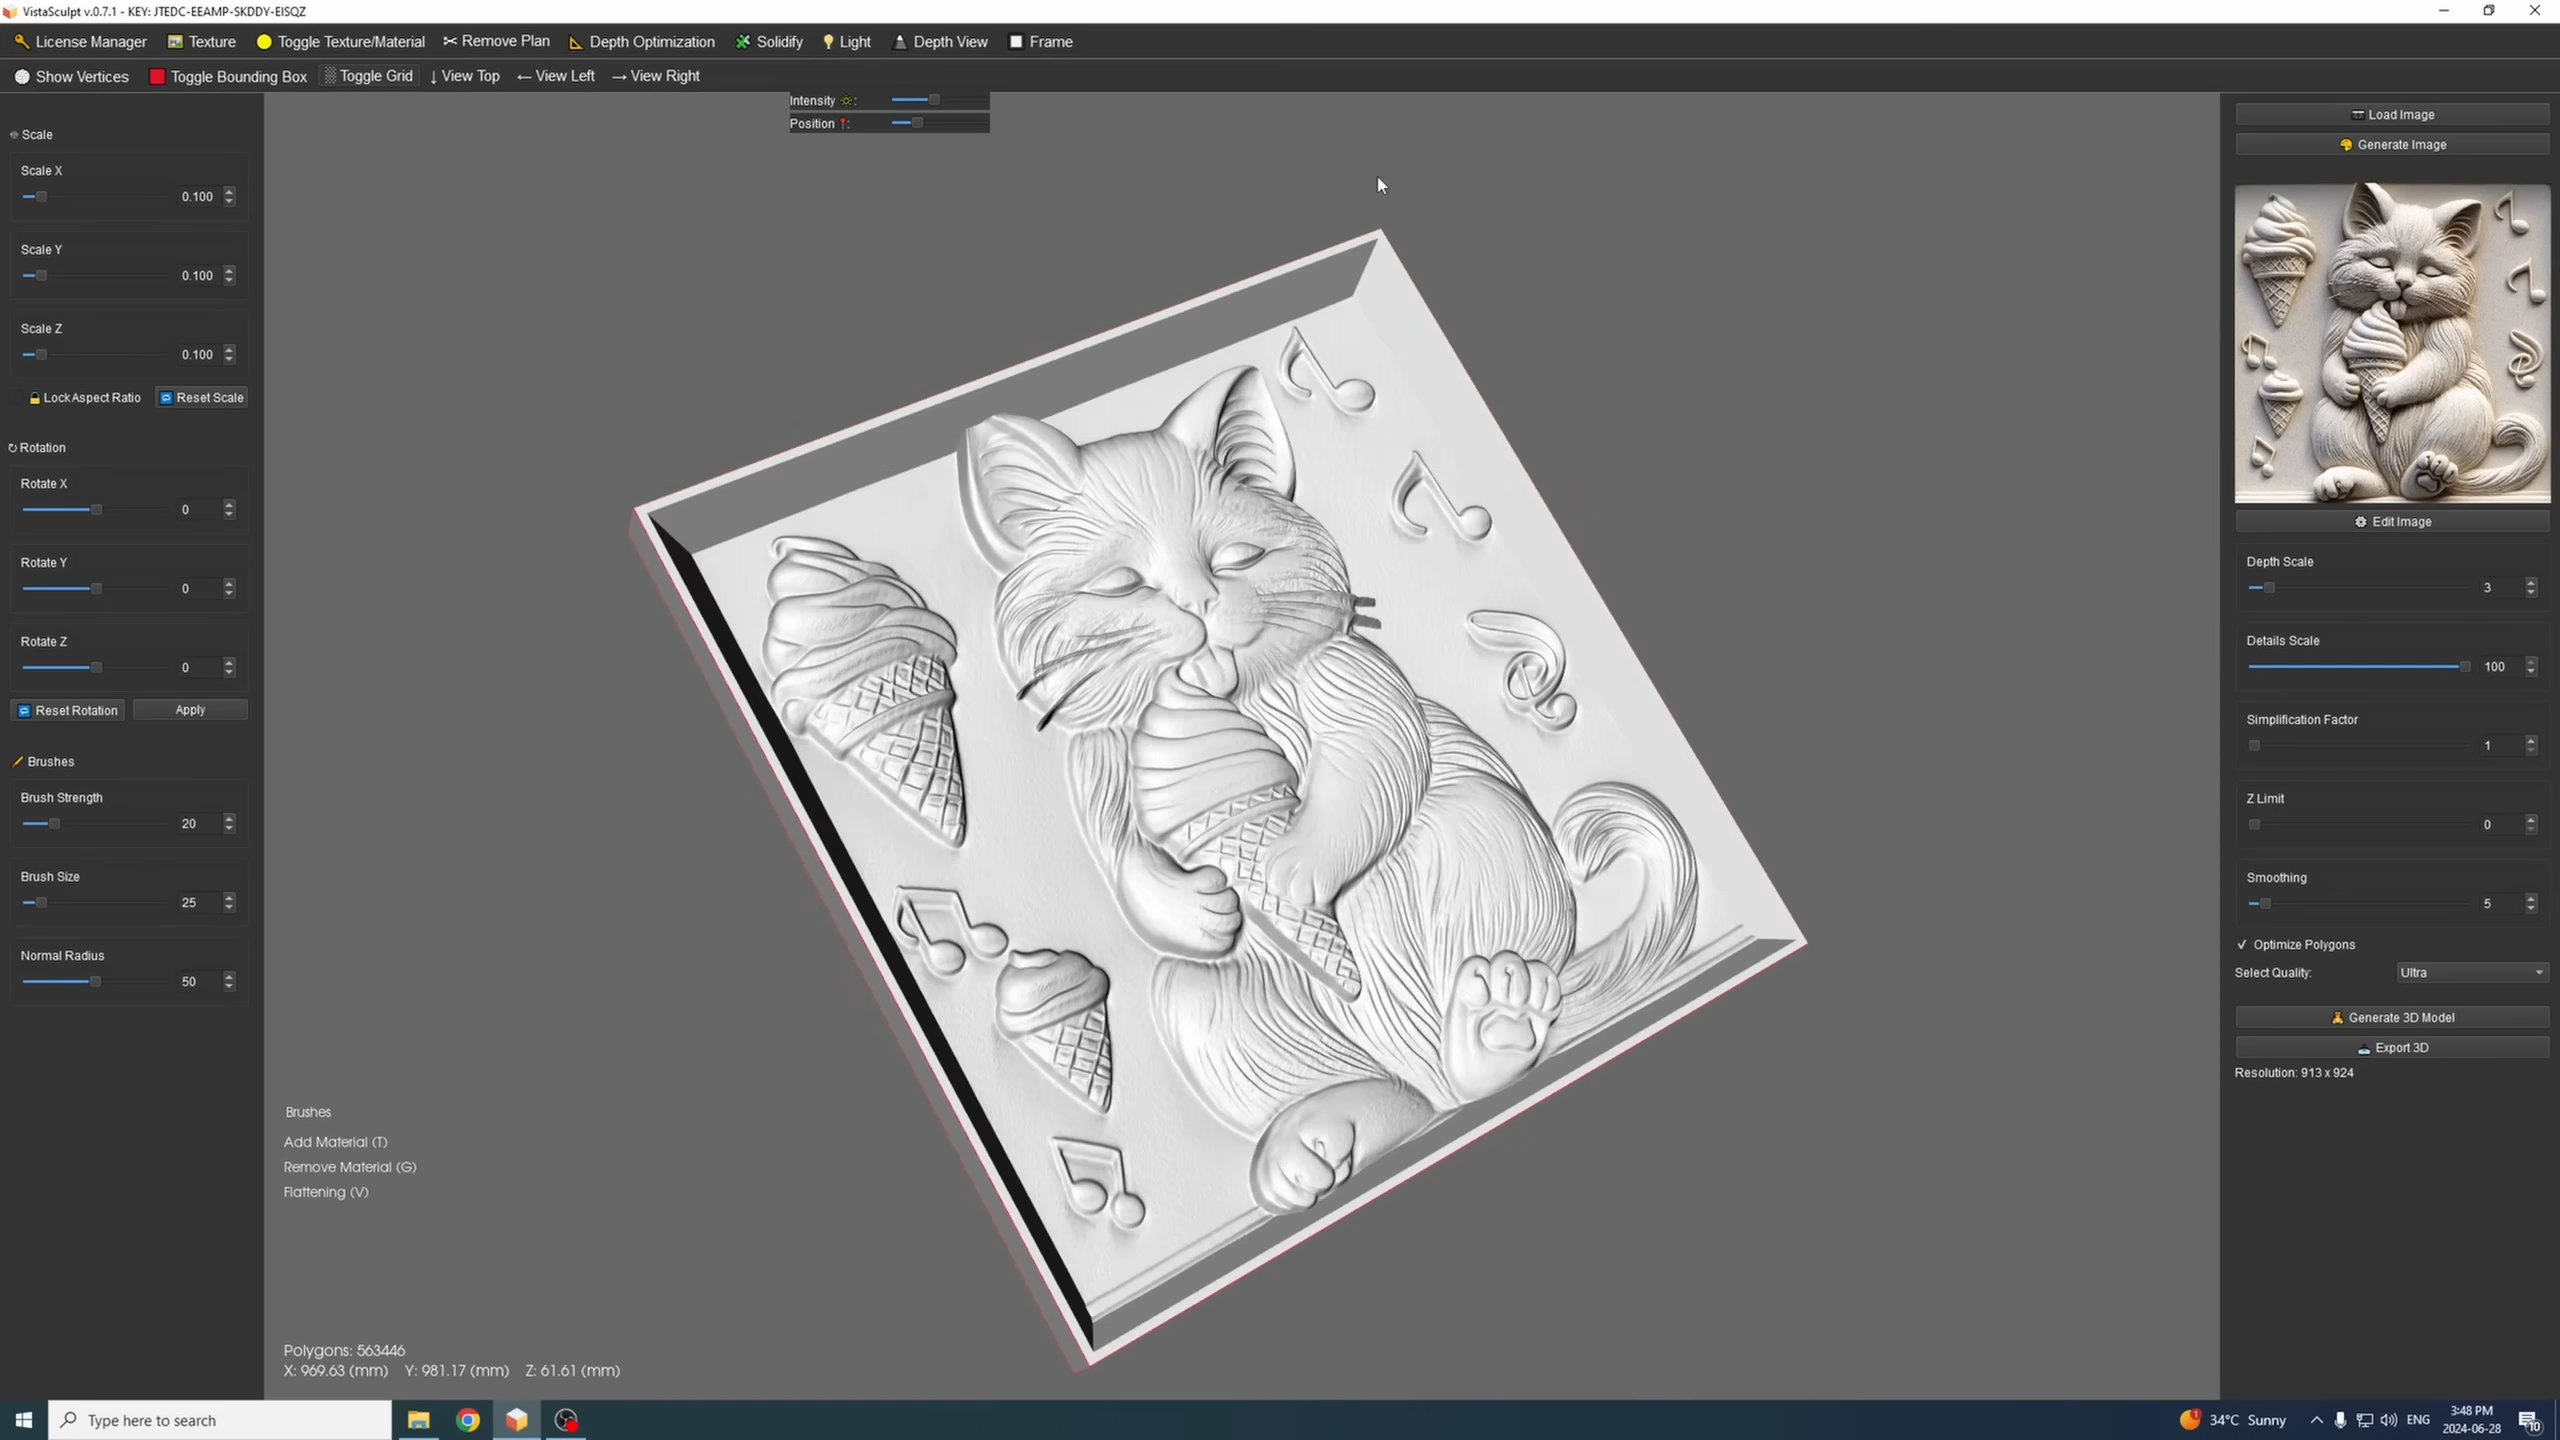 VistaSculpt v.0.7.1 - KEY: JTEDC-EEAMP-SKDDY-EISQZ
License Manager Texture Toggle Texture/Material Remove Plan Depth Optimization Solidify Light Depth View Frame
Show Vertices Toggle Bounding Box Toggle Grid ↓ View Top ← View Left → View Right
Intensity :
Position :
Scale
Scale X
0.100
Scale Y
0.100
Scale Z
0.100
Lock Aspect Ratio Reset Scale
Rotation
Rotate X
0
Rotate Y
0
Rotate Z
0
Reset Rotation Apply
Brushes
Brush Strength
20
Brush Size
25
Normal Radius
50
Brushes
Add Material (T)
Remove Material (G)
Flattening (V)
Polygons: 563446
X: 969.63 (mm) Y: 981.17 (mm) Z: 61.61 (mm)
Load Image
Generate Image
Edit Image
Depth Scale
3
Details Scale
100
Simplification Factor
1
Z Limit
0
Smoothing
5
✓ Optimize Polygons
Select Quality: Ultra
Generate 3D Model
Export 3D
Resolution: 913 x 924
Type here to search
1 34°C Sunny ENG 3:48 PM
2024-06-28 10